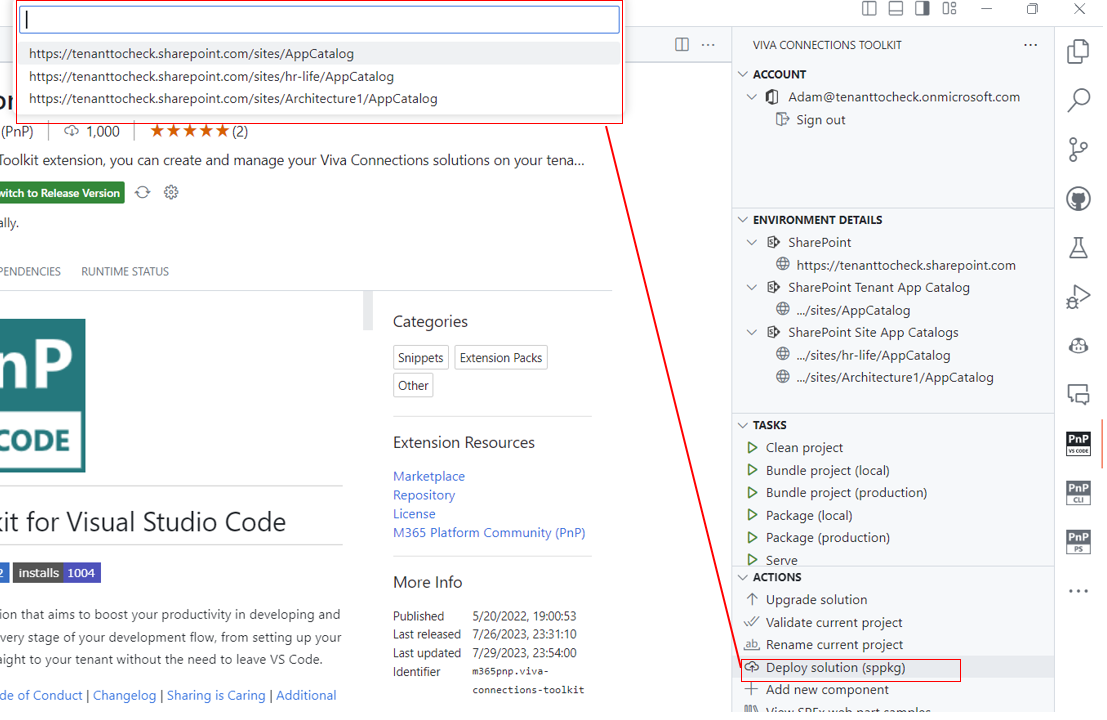 https://tenanttocheck.sharepoint.com/sites/AppCatalog
https://tenanttocheck.sharepoint.com/sites/hr-life/AppCatalog
https://tenanttocheck.sharepoint.com/sites/Architecture1/AppCatalog
(PnP) 1,000 (2)
Toolkit extension, you can create and manage your Viva Connections solutions on your tena...
witch to Release Version
ally.
PENDENCIES RUNTIME STATUS
nP
CODE
kit for Visual Studio Code
2 installs 1004
ion that aims to boost your productivity in developing and
very stage of your development flow, from setting up your
aight to your tenant without the need to leave VS Code.
de of Conduct | Changelog | Sharing is Caring | Additional
Categories
Snippets Extension Packs
Other
Extension Resources
Marketplace
Repository
License
M365 Platform Community (PnP)
More Info
Published 5/20/2022, 19:00:53
Last released 7/26/2023, 23:31:10
Last updated 7/29/2023, 23:54:00
Identifier m365pnp.viva-
connections-toolkit
VIVA CONNECTIONS TOOLKIT
ACCOUNT
Adam@tenanttocheck.onmicrosoft.com
Sign out
ENVIRONMENT DETAILS
SharePoint
https://tenanttocheck.sharepoint.com
SharePoint Tenant App Catalog
.../sites/AppCatalog
SharePoint Site App Catalogs
.../sites/hr-life/AppCatalog
.../sites/Architecture1/AppCatalog
TASKS
Clean project
Bundle project (local)
Bundle project (production)
Package (local)
Package (production)
Serve
ACTIONS
Upgrade solution
Validate current project
Rename current project
Deploy solution (sppkg)
Add new component
View SPFx web part samples
PnP
VS CODE
PnP
CLI
PnP
PS